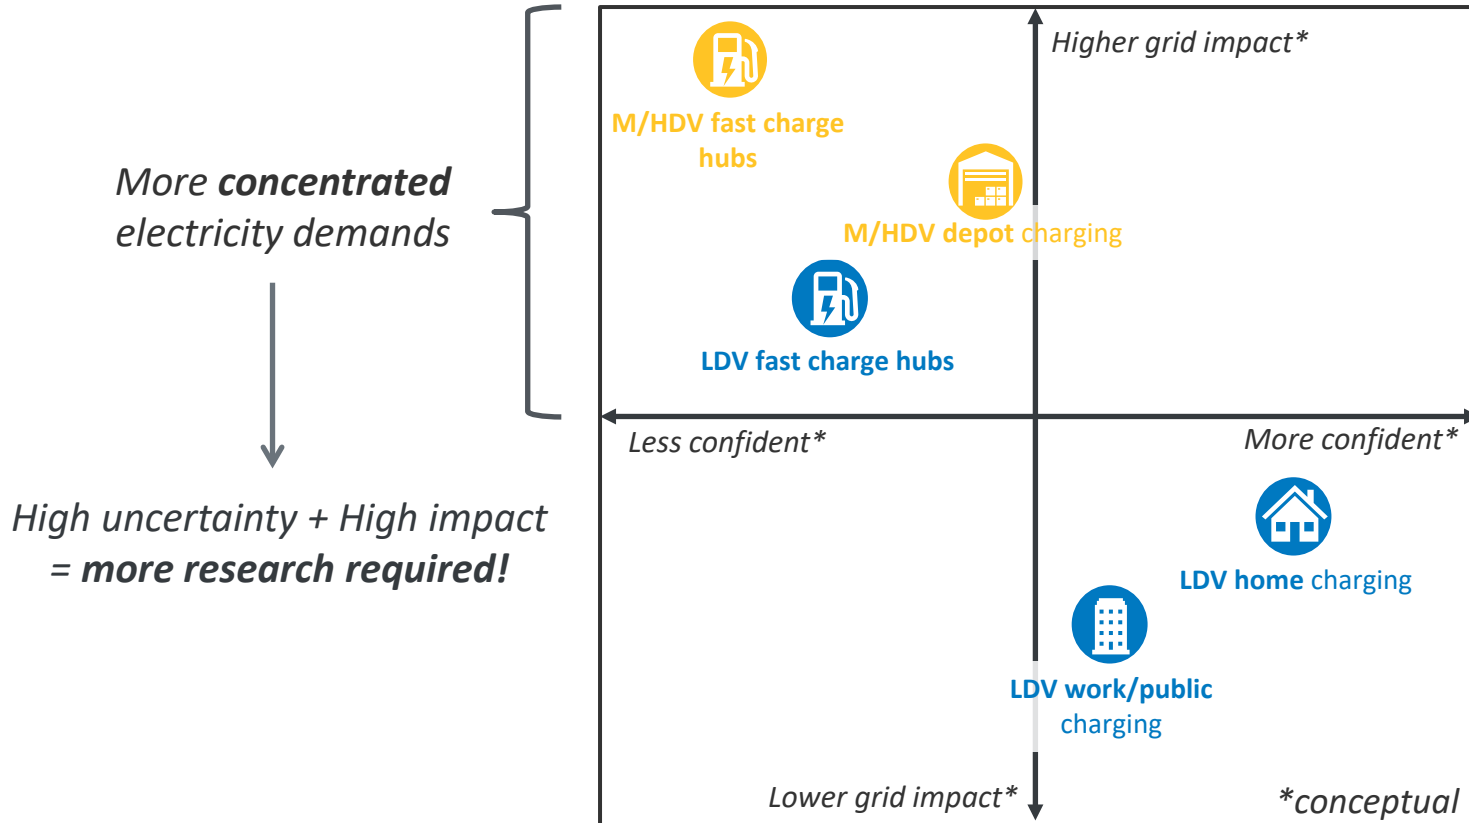 Higher grid impact*
M/HDV fast charge
hubs
More concentrated
electricity demands
M/HDV depot charging
LDV fast charge hubs
Less confident*
More confident*
High uncertainty + High impact
= more research required!
LDV home charging
LDV work/public
charging
Lower grid impact*
*conceptual